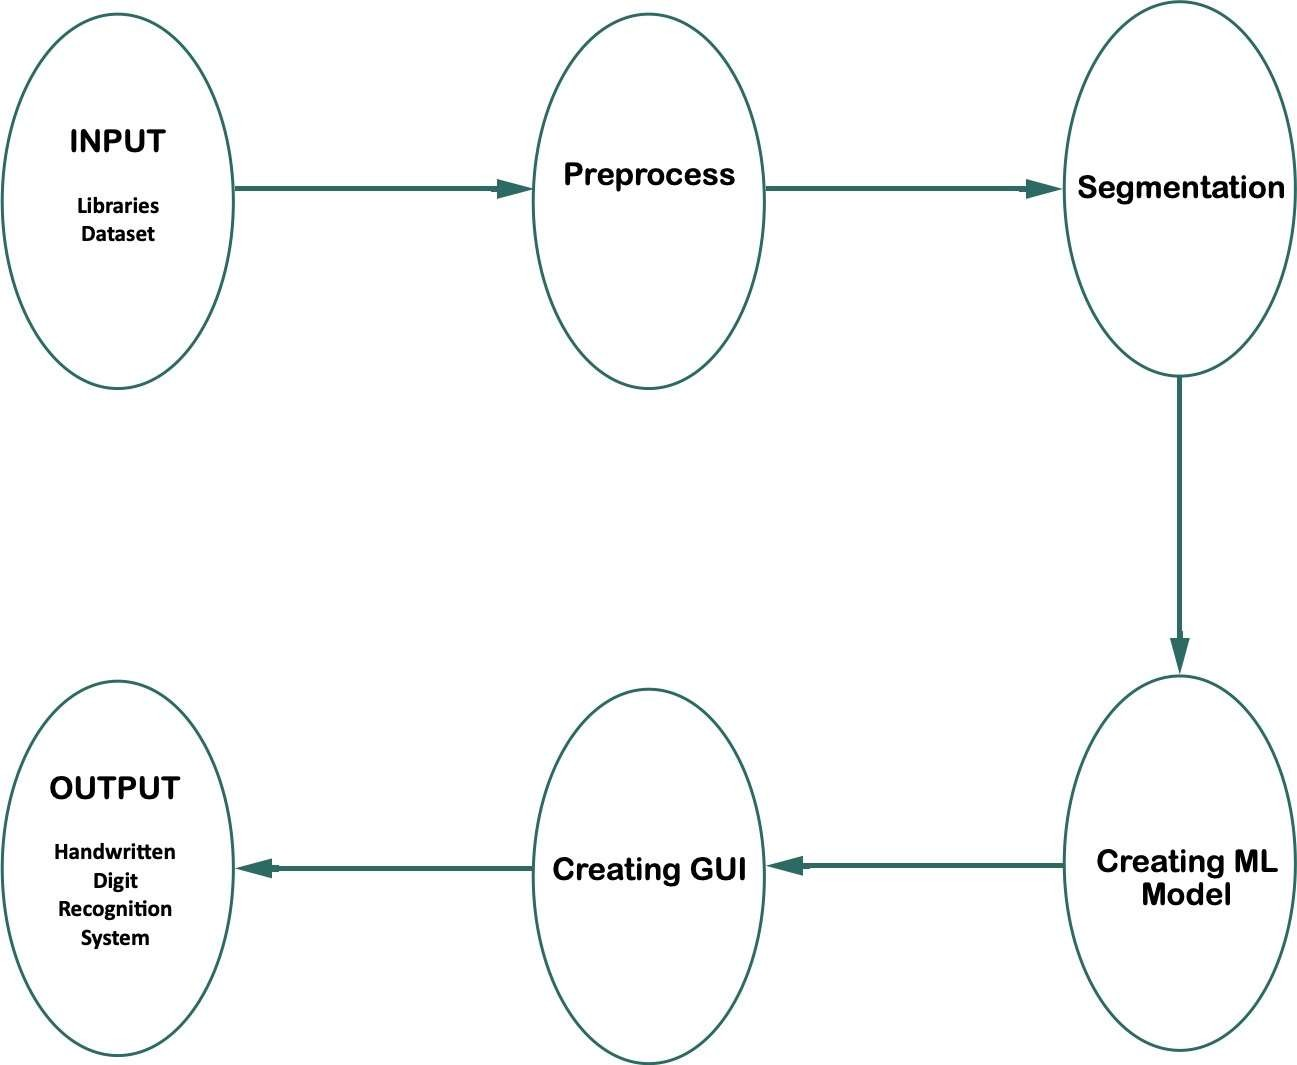 INPUT
Libraries
Dataset
Preprocess
Segmentation
OUTPUT
Handwritten
Digit
Recognition
System
Creating GUI
Creating ML
Model